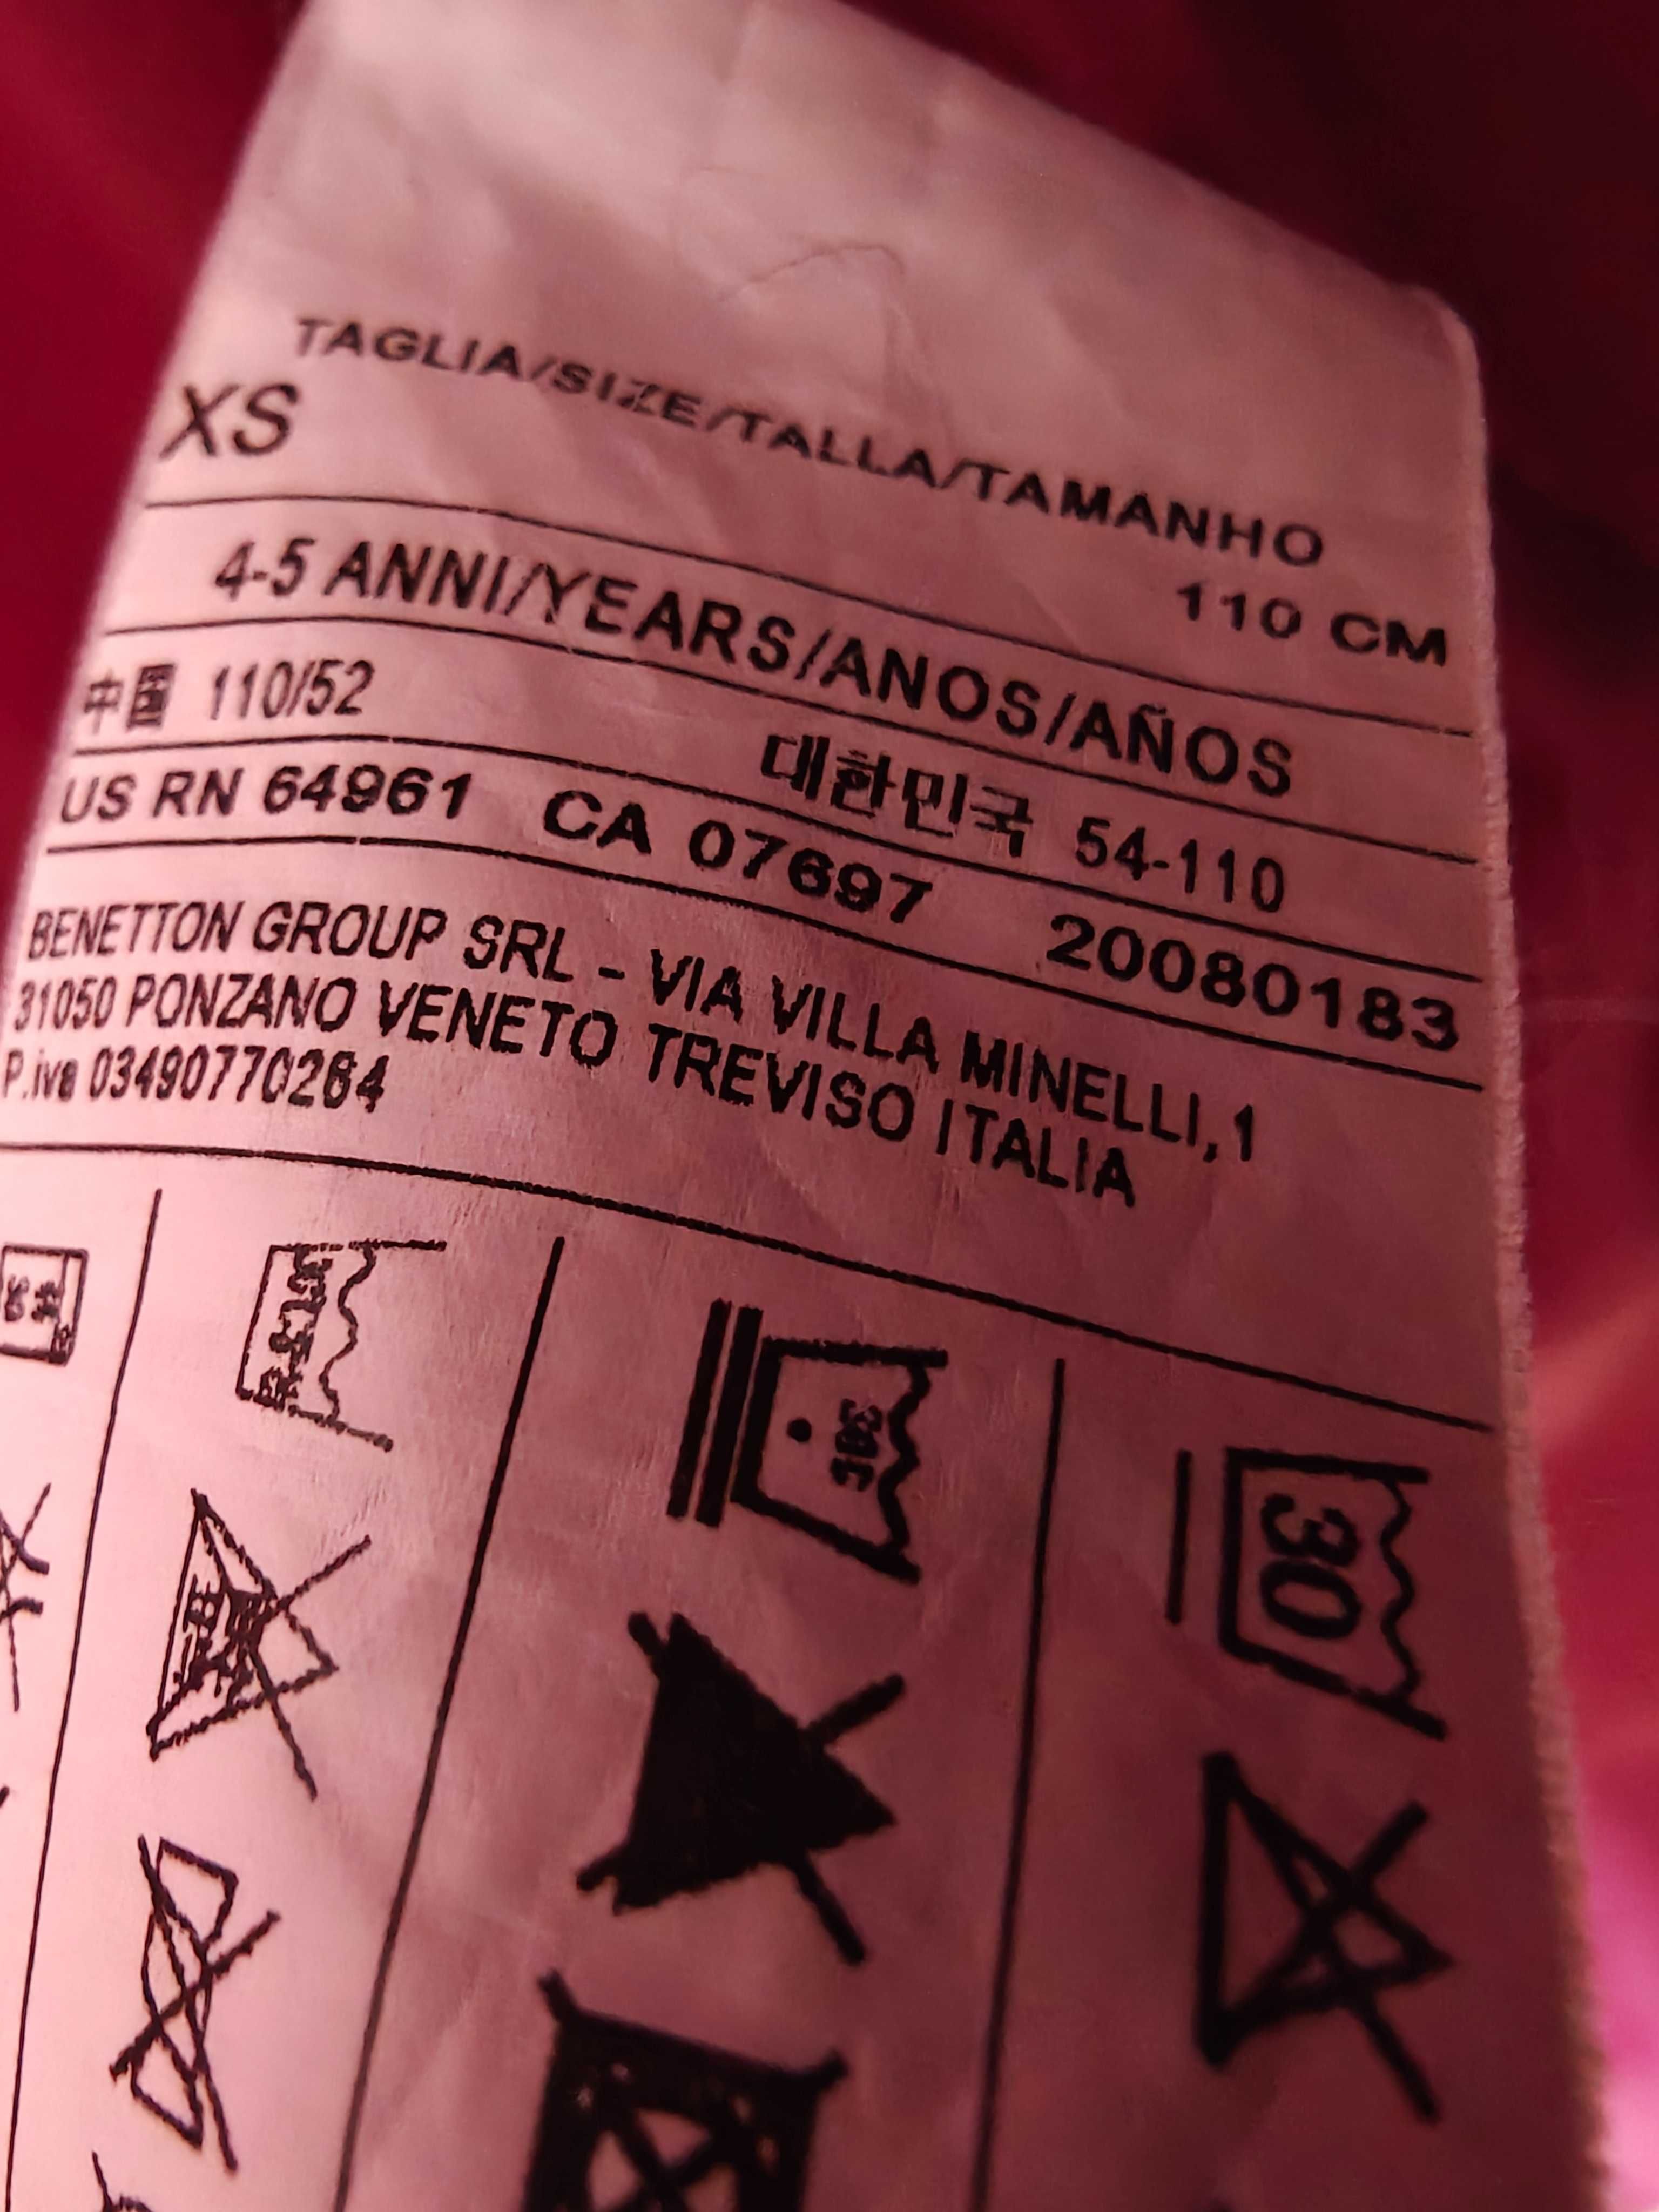 TAGLIA/SIZE/TALLA/TAMANHO
XS 110 CM
4-5 ANNI/YEARS/ANOS/AÑOS
中国 110/52 대한민국 54-110
US RN 64961 CA 07697 20080183
BENETTON GROUP SRL - VIA VILLA MINELLI, 1
31050 PONZANO VENETO TREVISO ITALIA
P.iva 03490770264
30
30C